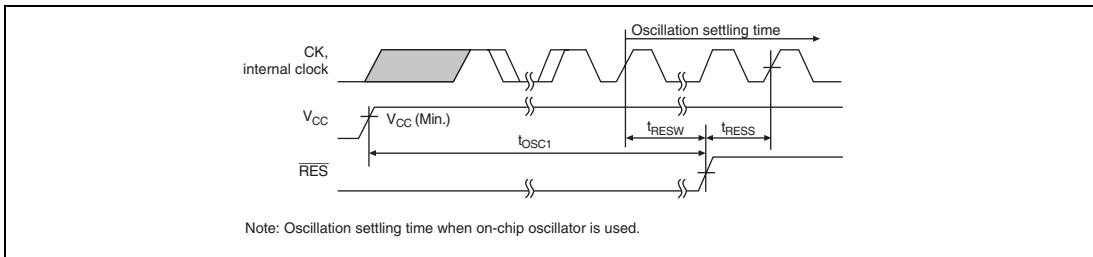 Oscillation settling time
CK,
internal clock
VCC
VCC (Min.)
tRESW
tRESS
tOSC1
RES
Note: Oscillation settling time when on-chip oscillator is used.